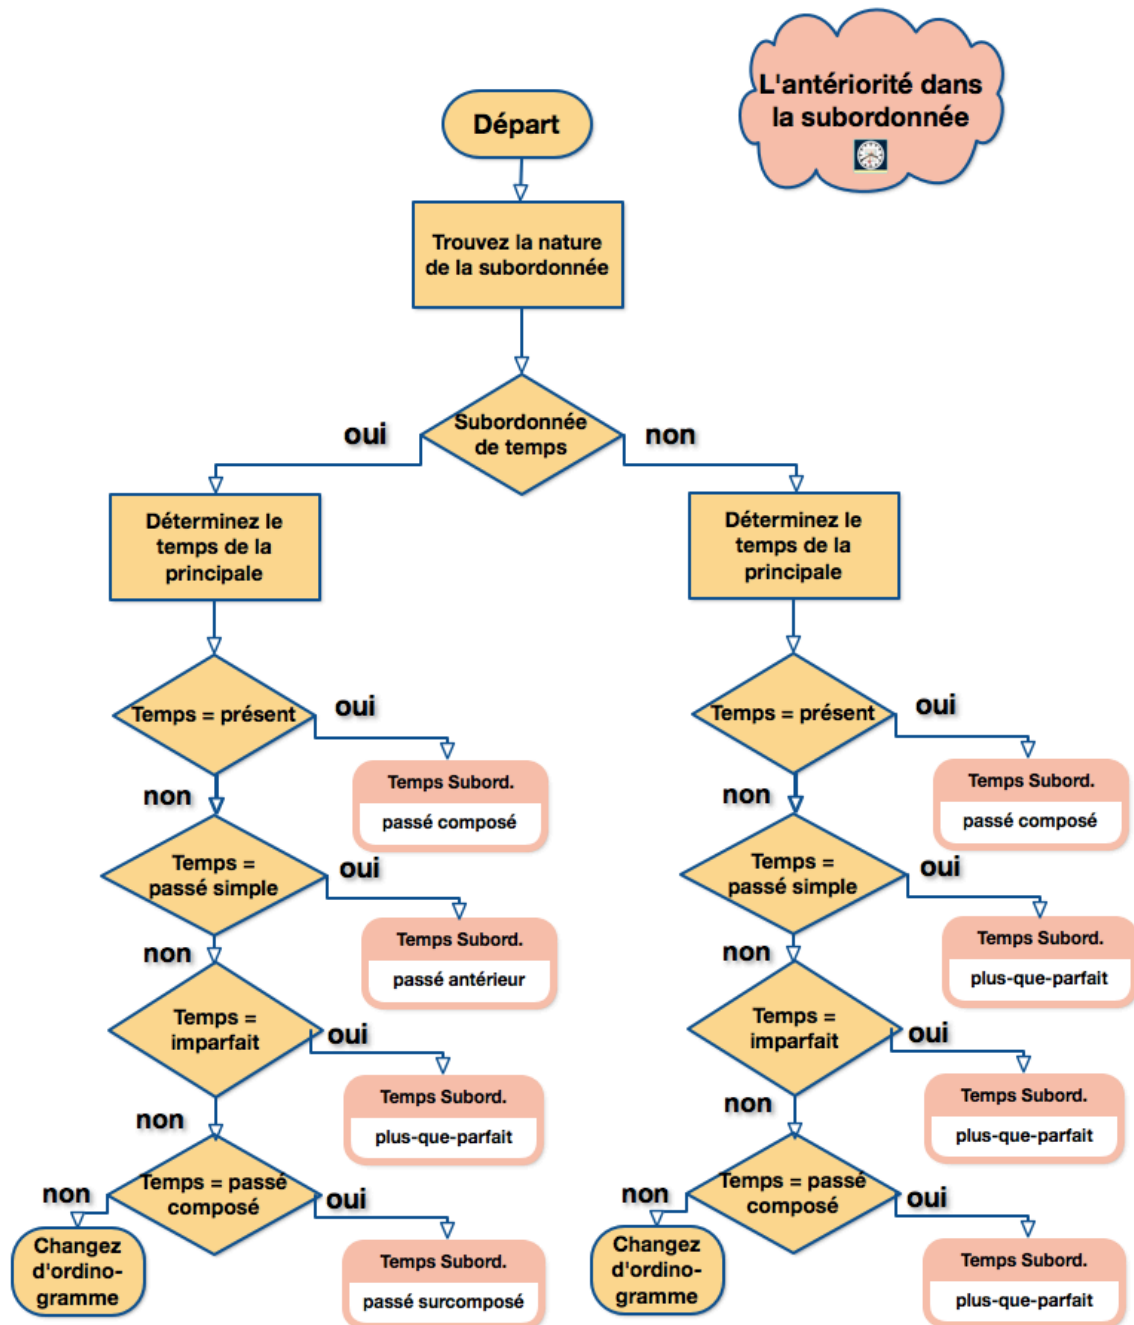 L'antériorité dans
la subordonnée
Départ
Trouvez la nature
de la subordonnée
Subordonnée
de temps
oui
non
Déterminez le
temps de la
principale
Déterminez le
temps de la
principale
Temps = présent
oui
Temps = présent
oui
Temps Subord.
passé composé
Temps Subord.
passé composé
non
non
Temps =
passé simple
oui
Temps =
passé simple
oui
Temps Subord.
passé antérieur
Temps Subord.
plus-que-parfait
non
non
Temps =
imparfait
oui
Temps =
imparfait
oui
Temps Subord.
plus-que-parfait
Temps Subord.
plus-que-parfait
non
non
Temps = passé
composé
non
oui
Temps = passé
composé
non
oui
Changez
d'ordino-
gramme
Temps Subord.
passé surcomposé
Changez
d'ordino-
gramme
Temps Subord.
plus-que-parfait